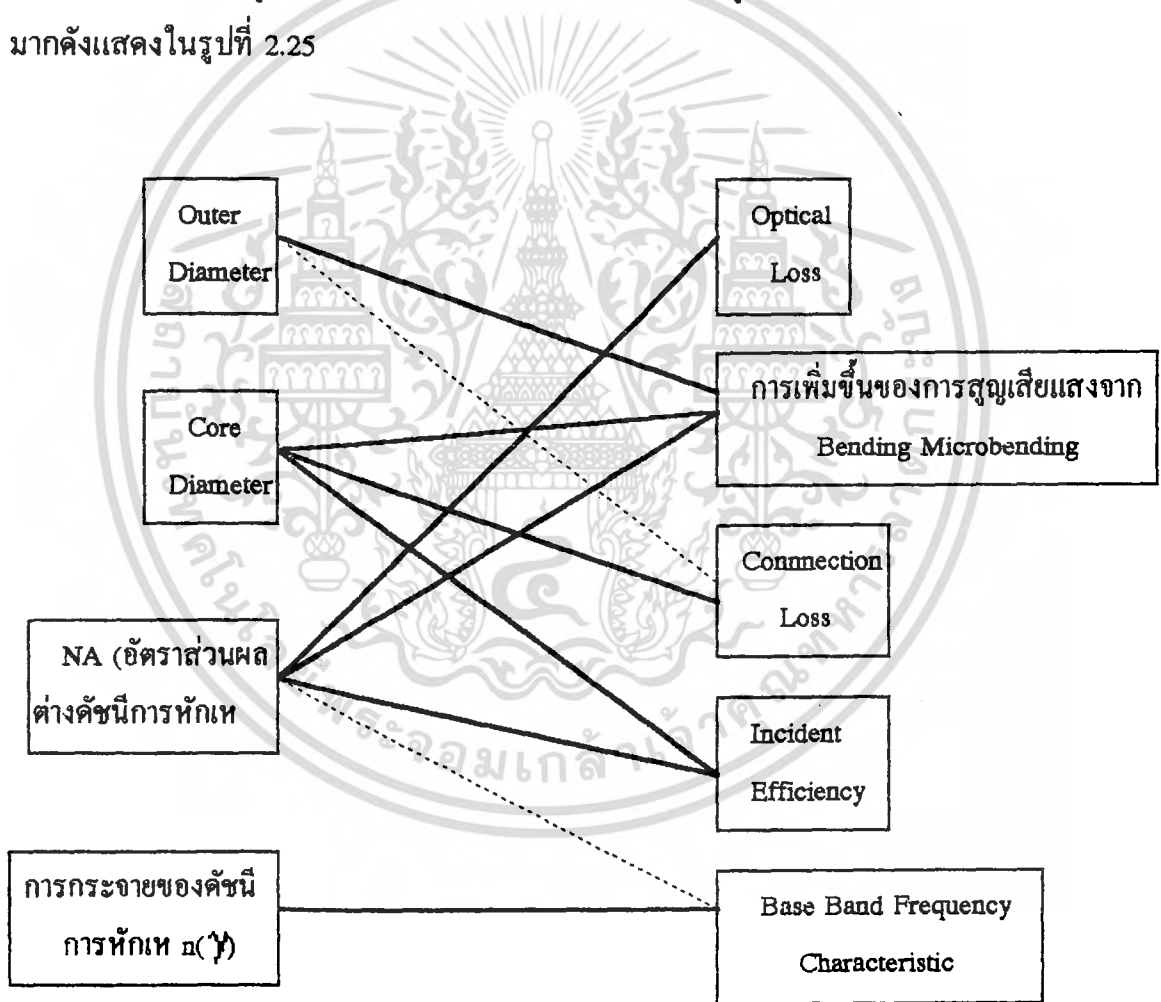 มากดังแสดงในรูปที่ 2.25
Outer
Diameter
Optical
Loss
การเพิ่มขึ้นของการสูญเสียแสงจาก
Bending Microbending
Core
Diameter
Connmection
Loss
NA (อัตราส่วนผล
ต่างดัชนีการหักเห
Incident
Efficiency
การกระจายของดัชนี
การหักเห n(γ)
Base Band Frequency
Characteristic